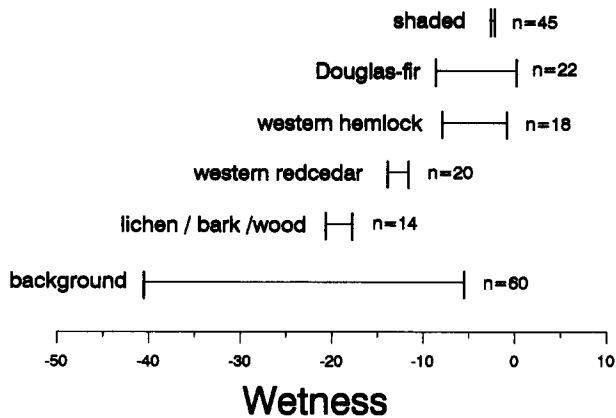 shaded n=45
Douglas-fir n=22
western hemlock n=18
western redcedar n=20
lichen / bark /wood n=14
background n=60
-50 -40 -30 -20 -10 0 10
Wetness